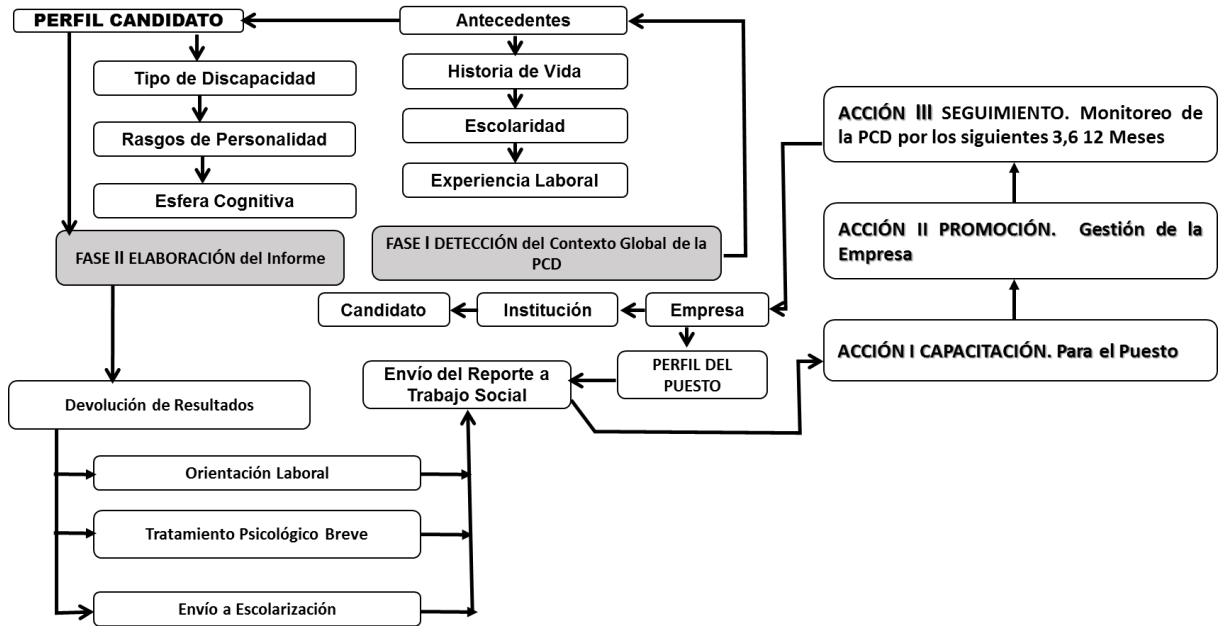 PERFIL CANDIDATO
Antecedentes
Tipo de Discapacidad
Historia de Vida
Rasgos de Personalidad
Escolaridad
Esfera Cognitiva
Experiencia Laboral
ACCIÓN III SEGUIMIENTO. Monitoreo de
la PCD por los siguientes 3,6 12 Meses
ACCIÓN II PROMOCIÓN. Gestión de la
Empresa
ACCIÓN I CAPACITACIÓN. Para el Puesto
FASE II ELABORACIÓN del Informe
FASE I DETECCIÓN del Contexto Global de la
PCD
Candidato
Institución
Empresa
PERFIL DEL
PUESTO
Envío del Reporte a
Trabajo Social
Devolución de Resultados
Orientación Laboral
Tratamiento Psicológico Breve
Envío a Escolarización